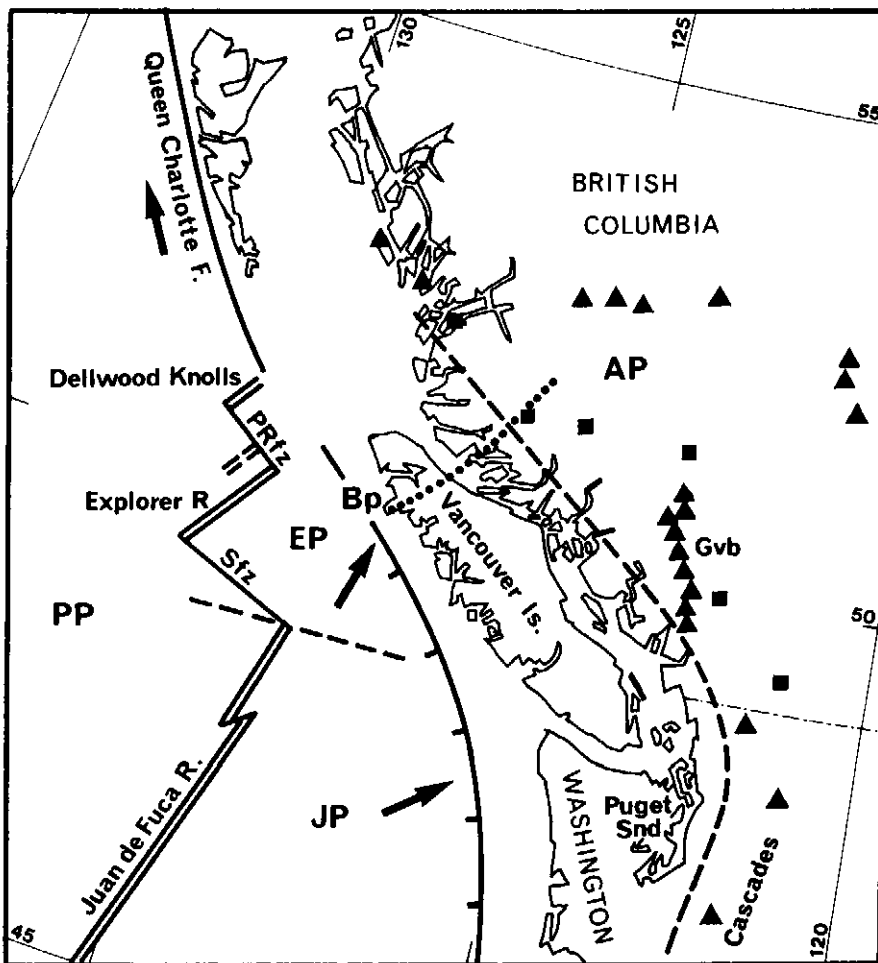 130
125
55
Queen Charlotte F.
BRITISH
COLUMBIA
Dellwood Knolls
AP
PRfz
Explorer R
Bp
EP
Vancouver Is.
Gvb
Sfz
PP
50
Juan de Fuca R.
JP
WASHINGTON
Puget
Snd
Cascades
45
120